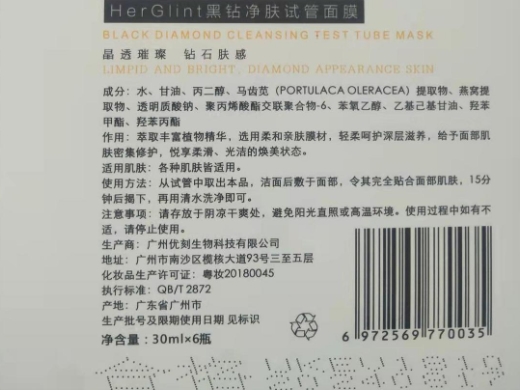 HerGlint黑钻净肤试管面膜
BLACK DIAMOND CLEANSING TEST TUBE MASK
晶透璀璨 钻石肤感
LIMPID AND BRIGHT, DIAMOND APPEARANCE SKIN
成分：水、甘油、丙二醇、马齿苋（PORTULACA OLERACEA）提取物、燕窝提
取物、透明质酸钠、聚丙烯酸酯交联聚合物-6、苯氧乙醇、乙基己基甘油、羟苯
甲酯、羟苯丙酯
作用：萃取丰富植物精华，选用柔和亲肤膜材，轻柔呵护深层滋养，给予面部肌
肤密集修护，悦享柔滑、光洁的焕美状态。
适用肌肤：各种肌肤皆适用。
使用方法：从试管中取出本品，洁面后敷于面部，令其完全贴合面部肌肤，15分
钟后揭下，再用清水洗净即可。
注意事项：请存放于阴凉干爽处，避免阳光直照或高温环境。使用过程中如有不
适，请停止使用。
生产商：广州优刻生物科技有限公司
地址：广州市南沙区榄核大道93号三至五层
化妆品生产许可证：粤妆20180045
执行标准：QB/T 2872
产地：广东省广州市
生产批号及限期使用日期 见标识
净含量：30ml×6瓶
6 972569 770035